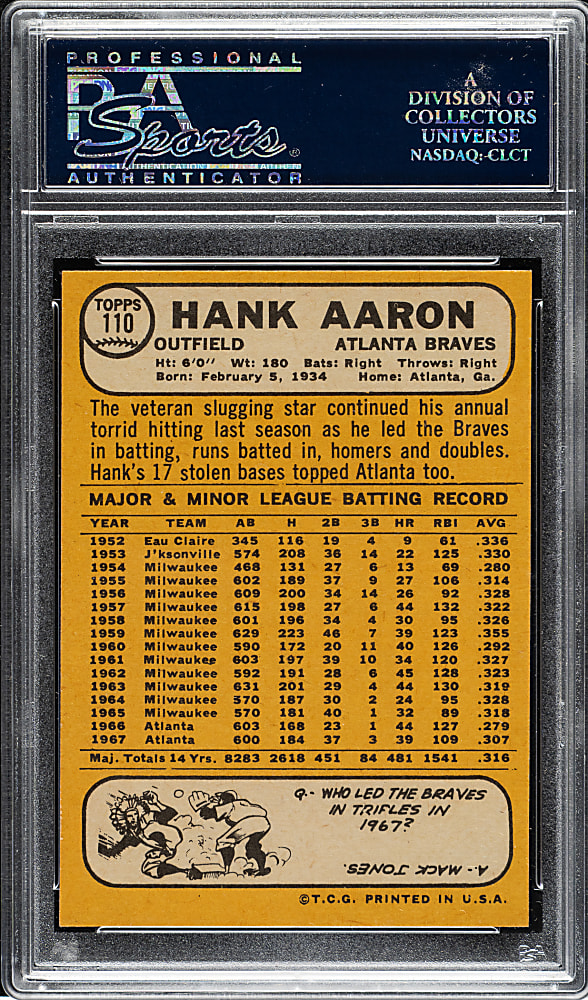 PROFESSIONAL
PSA
Sports®
AUTHENTICATION
AUTHENTICATOR
A
DIVISION OF
COLLECTORS
UNIVERSE
NASDAQ:-CLCT
TOPPS
110
HANK AARON
OUTFIELD ATLANTA BRAVES
Ht: 6'0" Wt: 180 Bats: Right Throws: Right
Born: February 5, 1934 Home: Atlanta, Ga.
The veteran slugging star continued his annual
torrid hitting last season as he led the Braves
in batting, runs batted in, homers and doubles.
Hank's 17 stolen bases topped Atlanta too.
MAJOR & MINOR LEAGUE BATTING RECORD
YEAR TEAM AB H 2B 3B HR RBI AVG
1952 Eau Claire 345 116 19 4 9 61 .336
1953 J'ksonville 574 208 36 14 22 125 .330
1954 Milwaukee 468 131 27 6 13 69 .280
1955 Milwaukee 602 189 37 9 27 106 .314
1956 Milwaukee 609 200 34 14 26 92 .328
1957 Milwaukee 615 198 27 6 44 132 .322
1958 Milwaukee 601 196 34 4 30 95 .326
1959 Milwaukee 629 223 46 7 39 123 .355
1960 Milwaukee 590 172 20 11 40 126 .292
1961 Milwaukee 603 197 39 10 34 120 .327
1962 Milwaukee 592 191 28 6 45 128 .323
1963 Milwaukee 631 201 29 4 44 130 .319
1964 Milwaukee 570 187 30 2 24 95 .328
1965 Milwaukee 570 181 40 1 32 89 .318
1966 Atlanta 603 168 23 1 44 127 .279
1967 Atlanta 600 184 37 3 39 109 .307
Maj. Totals 14 Yrs. 8283 2618 451 84 481 1541 .316
Q.- WHO LED THE BRAVES
IN TRIPLES IN
1967?
A.- MACK JONES.
©T.C.G. PRINTED IN U.S.A.